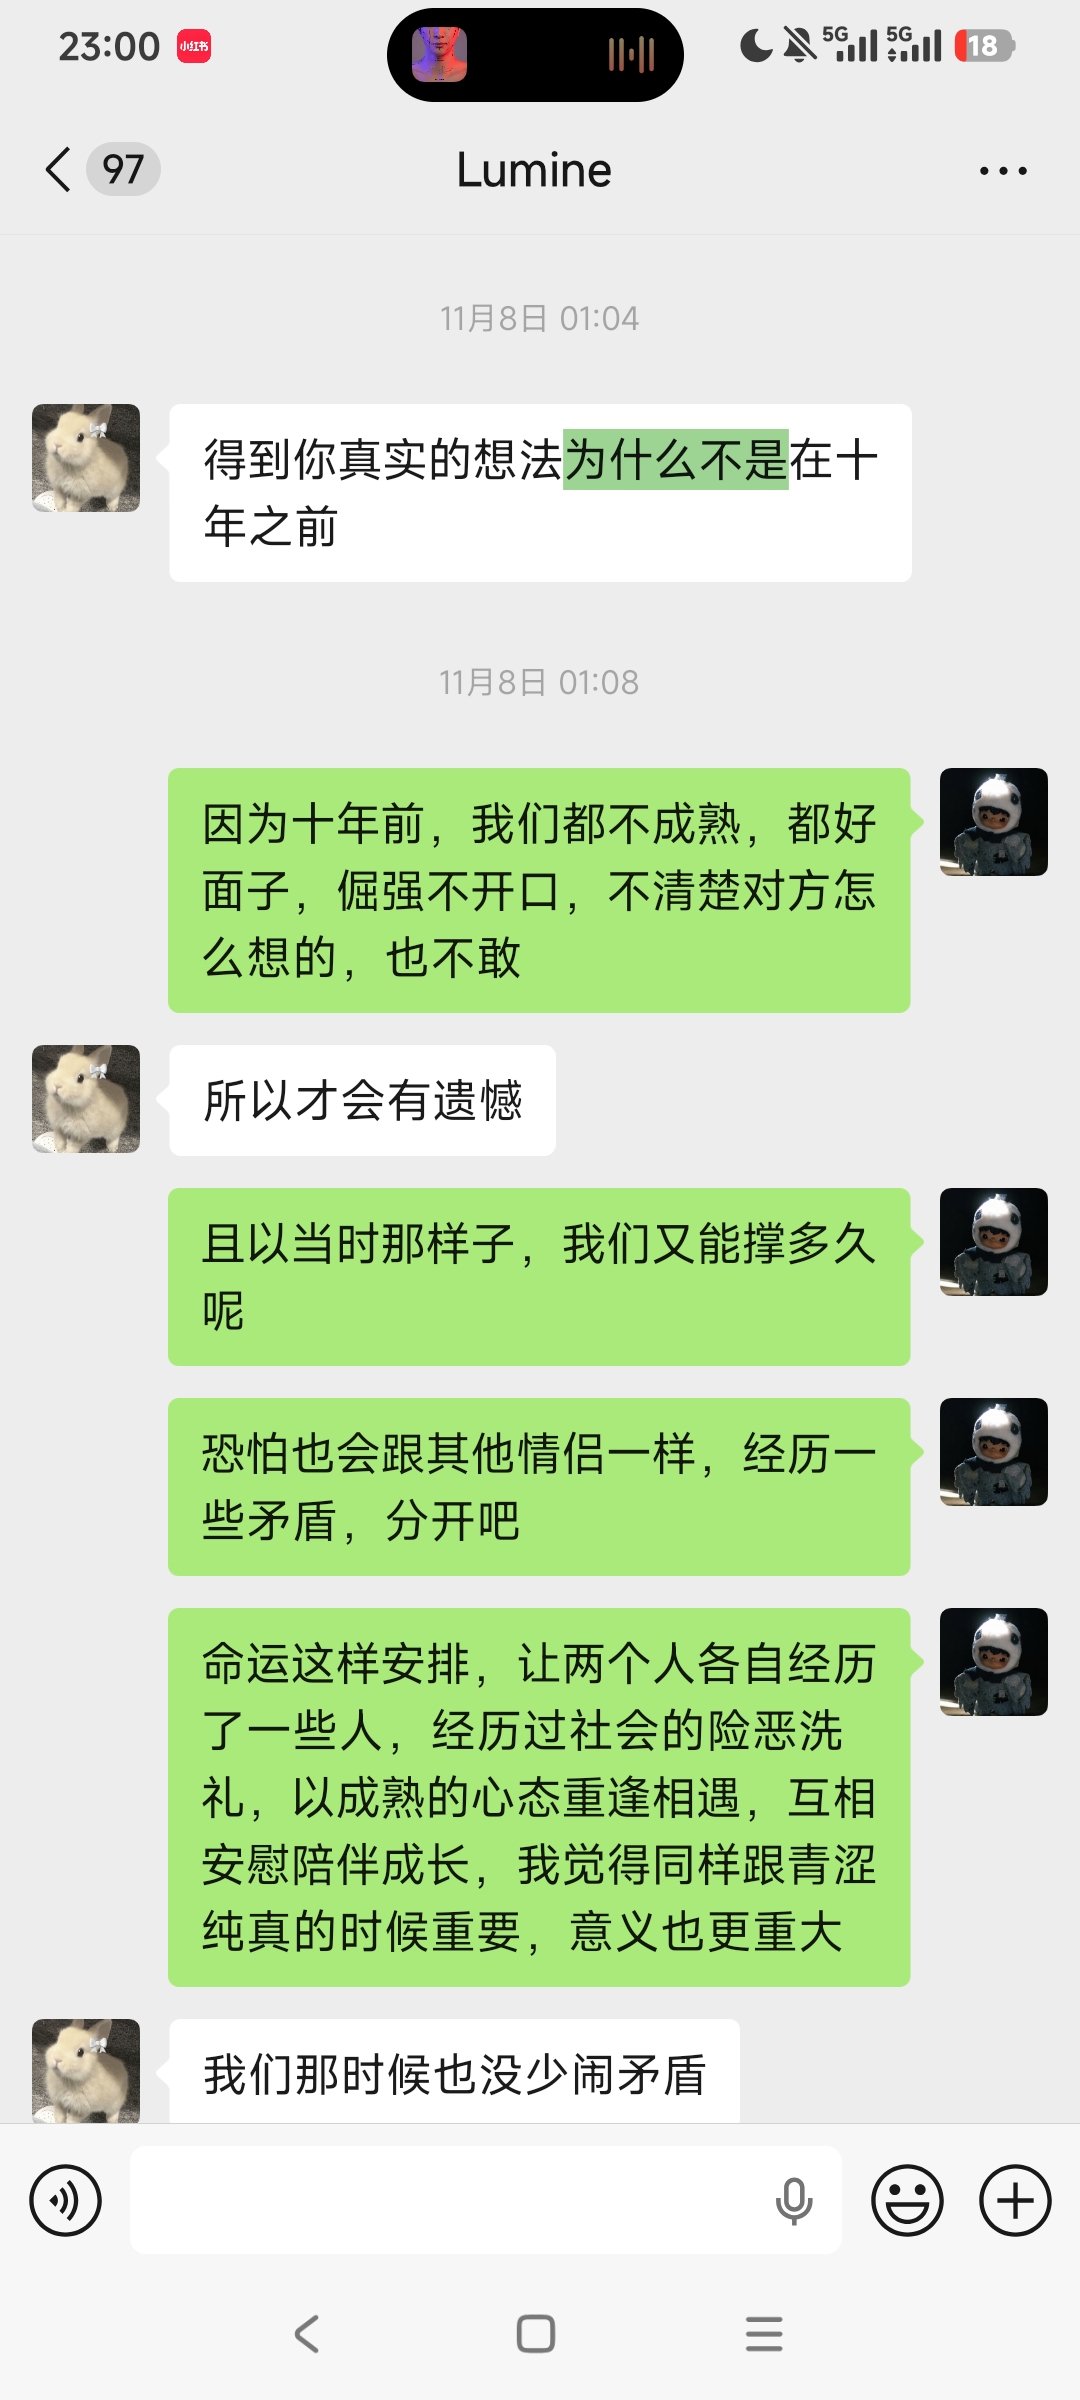 23:00 小红书 5G 5G 18
97 Lumine
11月8日 01:04
得到你真实的想法为什么不是在十
年之前
11月8日 01:08
因为十年前，我们都不成熟，都好
面子，倔强不开口，不清楚对方怎
么想的，也不敢
所以才会有遗憾
且以当时那样子，我们又能撑多久
呢
恐怕也会跟其他情侣一样，经历一
些矛盾，分开吧
命运这样安排，让两个人各自经历
了一些人，经历过社会的险恶洗
礼，以成熟的心态重逢相遇，互相
安慰陪伴成长，我觉得同样跟青涩
纯真的时候重要，意义也更重大
我们那时候也没少闹矛盾